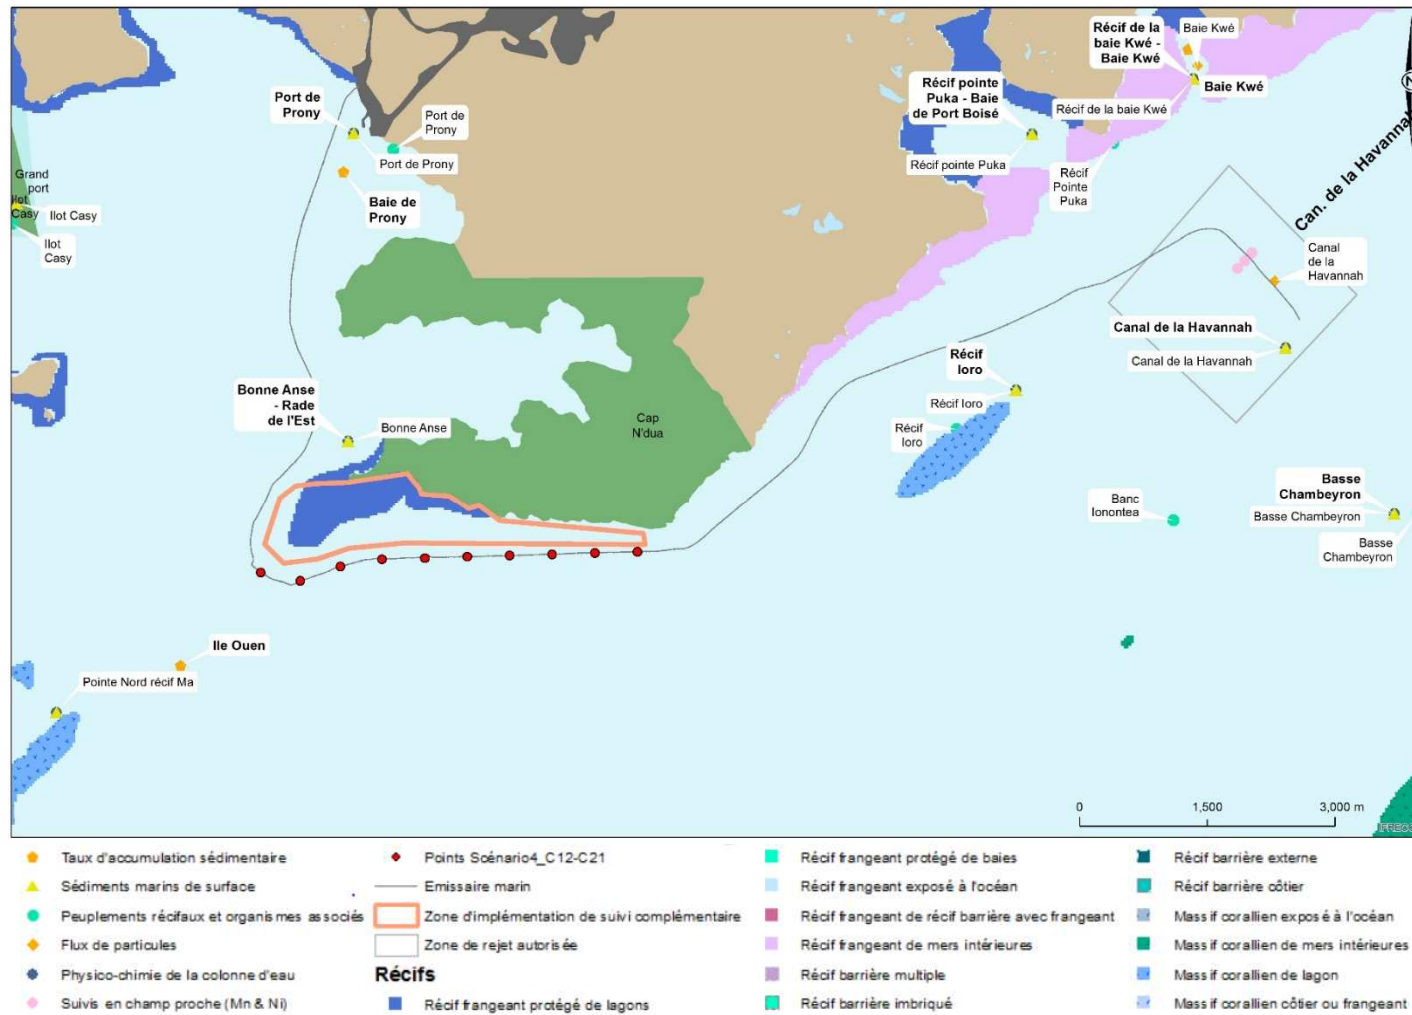 Récif de la
baie Kwé -
Baie Kwé
Baie Kwé
Baie Kwé
Récif de la baie Kwé
Récif pointe
Puka - Baie
de Port Boisé
Récif pointe Puka
Récif
Pointe
Puka
Can. de la Havannah
Port de
Prony
Port de
Prony
Port de Prony
Baie de
Prony
Grand
port
Ilot
Casy
Ilot Casy
Ilot
Casy
Canal
de la
Havannah
Canal de la Havannah
Canal de la Havannah
Récif
Ioro
Récif Ioro
Récif
Ioro
Bonne Anse
- Rade
de l'Est
Bonne Anse
Cap
N'dua
Basse
Chambeyron
Basse Chambeyron
Basse
Chambeyron
Banc
Ionontea
Ile Ouen
Pointe Nord récif Ma
0 1,500 3,000 m
Taux d'accumulation sédimentaire
Sédiments marins de surface
Peuplements récifaux et organismes associés
Flux de particules
Physico-chimie de la colonne d'eau
Suivis en champ proche (Mn & Ni)
Points Scénario4_C12-C21
Emissaire marin
Zone d'implémentation de suivi complémentaire
Zone de rejet autorisée
Récifs
Récif frangeant protégé de lagons
Récif frangeant protégé de baies
Récif frangeant exposé à l'océan
Récif frangeant de récif barrière avec frangeant
Récif frangeant de mers intérieures
Récif barrière multiple
Récif barrière imbriqué
Récif barrière externe
Récif barrière côtier
Massif corallien exposé à l'océan
Massif corallien de mers intérieures
Massif corallien de lagon
Massif corallien côtier ou frangeant